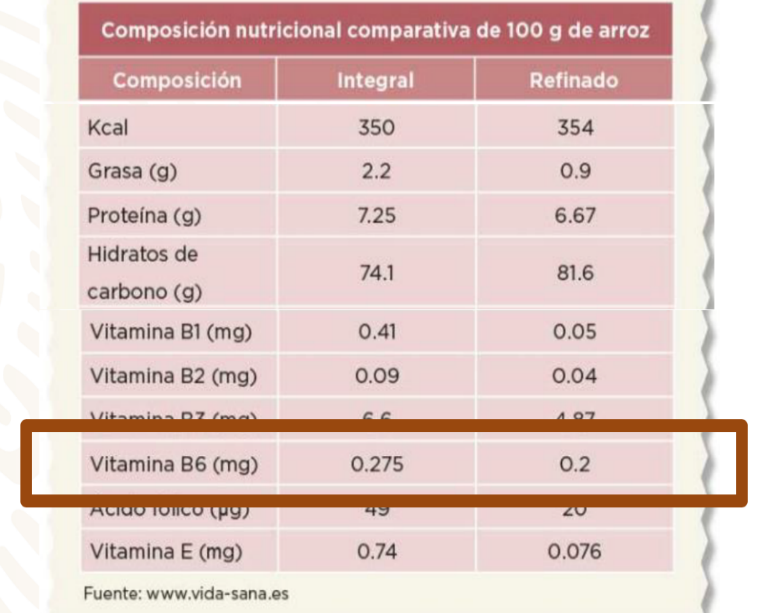 Composición nutricional comparativa de 100 g de arroz
Composición Integral Refinado
Kcal 350 354
Grasa (g) 2.2 0.9
Proteína (g) 7.25 6.67
Hidratos de
carbono (g) 74.1 81.6
Vitamina B1 (mg) 0.41 0.05
Vitamina B2 (mg) 0.09 0.04
Vitamina B3 (mg) 6.6 4.87
Vitamina B6 (mg) 0.275 0.2
Ácido fólico (µg) 49 20
Vitamina E (mg) 0.74 0.076
Fuente: www.vida-sana.es